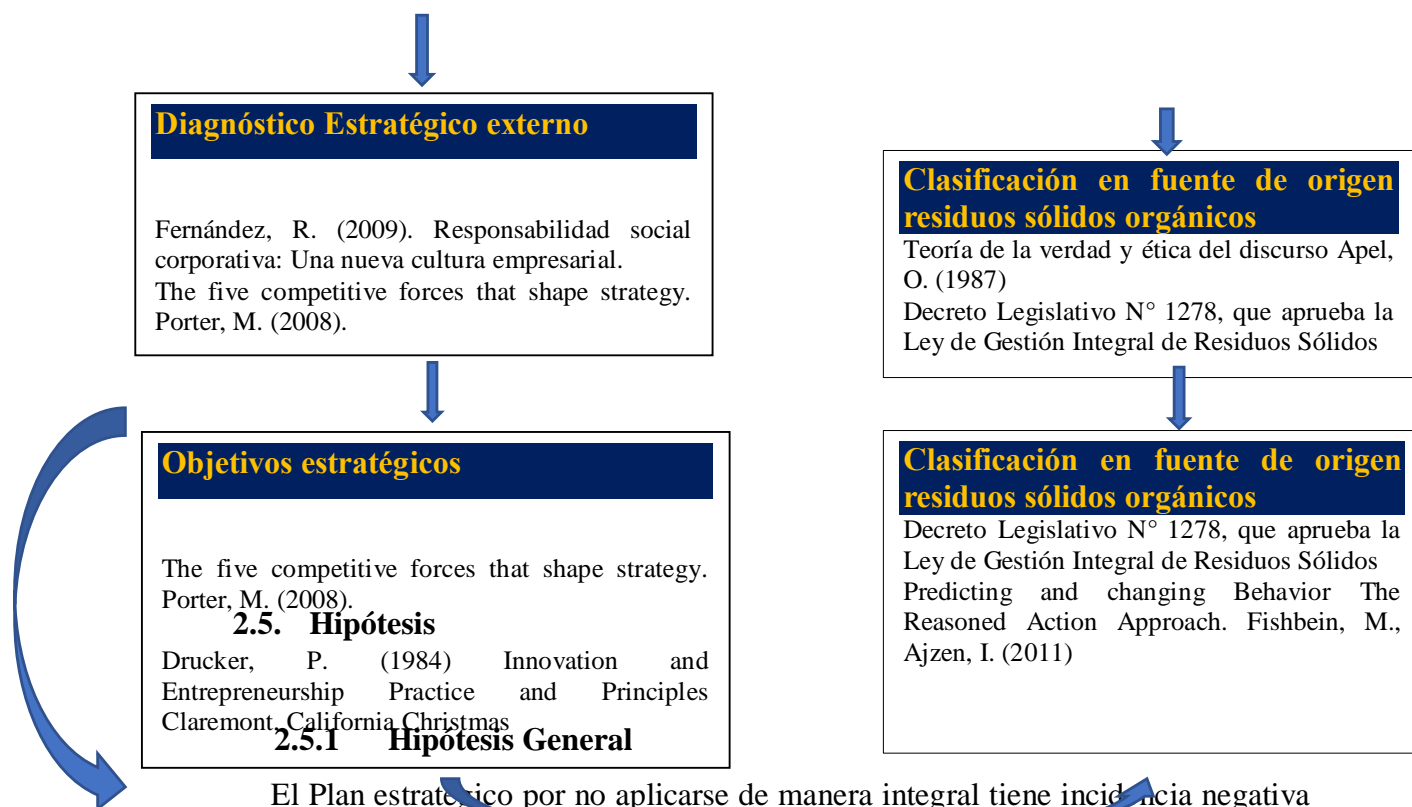 Diagnóstico Estratégico externo
Fernández, R. (2009). Responsabilidad social
corporativa: Una nueva cultura empresarial.
The five competitive forces that shape strategy.
Porter, M. (2008).
Objetivos estratégicos
The five competitive forces that shape strategy.
Porter, M. (2008).
2.5. Hipótesis
Drucker, P. (1984) Innovation and
Entrepreneurship Practice and Principles
Claremont, California Christmas
2.5.1 Hipótesis General
Clasificación en fuente de origen
residuos sólidos orgánicos
Teoría de la verdad y ética del discurso Apel,
O. (1987)
Decreto Legislativo N° 1278, que aprueba la
Ley de Gestión Integral de Residuos Sólidos
Clasificación en fuente de origen
residuos sólidos orgánicos
Decreto Legislativo N° 1278, que aprueba la
Ley de Gestión Integral de Residuos Sólidos
Predicting and changing Behavior The
Reasoned Action Approach. Fishbein, M.,
Ajzen, I. (2011)
El Plan estratégico por no aplicarse de manera integral tiene incidencia negativa